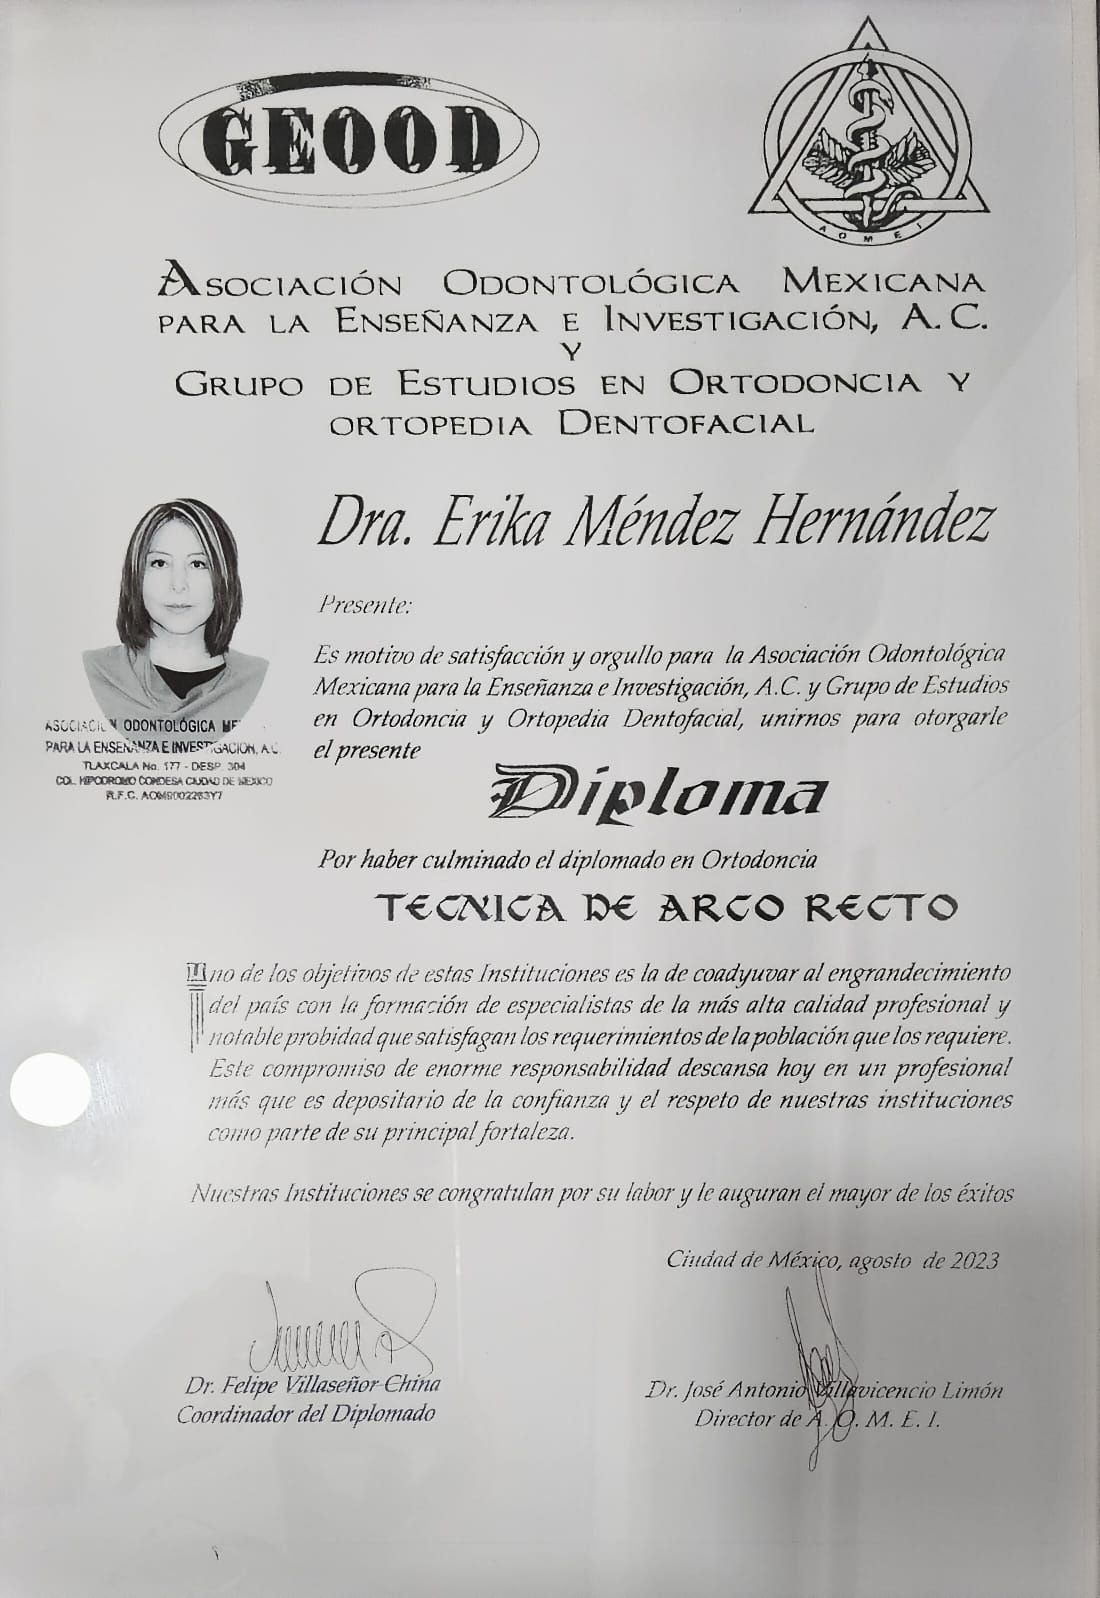 GEOOD
AOMEI
ASOCIACIÓN ODONTOLÓGICA MEXICANA
PARA LA ENSEÑANZA E INVESTIGACIÓN, A.C.
Y
GRUPO DE ESTUDIOS EN ORTODONCIA Y
ORTOPEDIA DENTOFACIAL
Dra. Erika Méndez Hernández
Presente:
Es motivo de satisfacción y orgullo para la Asociación Odontológica
Mexicana para la Enseñanza e Investigación, A.C. y Grupo de Estudios
en Ortodoncia y Ortopedia Dentofacial, unirnos para otorgarle
el presente
ASOCIACIÓN ODONTOLÓGICA ME
PARA LA ENSEÑANZA E INVESTIGACION, A.C.
TLAXCALA No. 177 - DESP. 304
COL. HIPODROMO CONDESA CIUDAD DE MEXICO
R.F.C. AOM9002263Y7
Diploma
Por haber culminado el diplomado en Ortodoncia
TECNICA DE ARCO RECTO
Uno de los objetivos de estas Instituciones es la de coadyuvar al engrandecimiento
del país con la formación de especialistas de la más alta calidad profesional y
notable probidad que satisfagan los requerimientos de la población que los requiere.
Este compromiso de enorme responsabilidad descansa hoy en un profesional
más que es depositario de la confianza y el respeto de nuestras instituciones
como parte de su principal fortaleza.
Nuestras Instituciones se congratulan por su labor y le auguran el mayor de los éxitos
Ciudad de México, agosto de 2023
Dr. Felipe Villaseñor China
Coordinador del Diplomado
Dr. José Antonio Villavicencio Limón
Director de A. O. M. E. I.